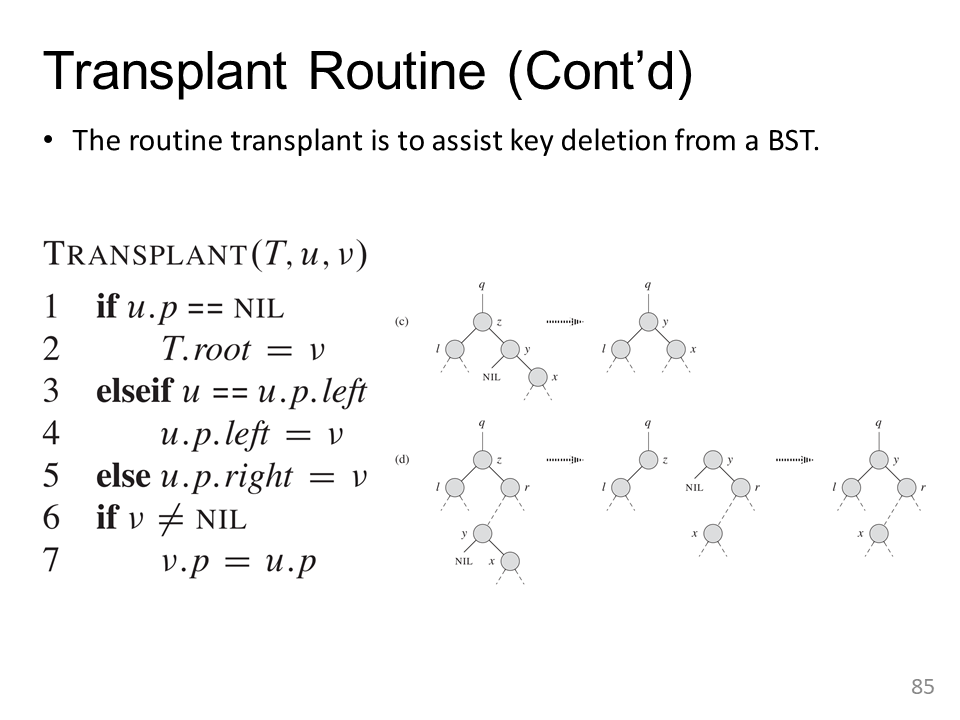 Transplant Routine (Cont’d)
• The routine transplant is to assist key deletion from a BST.
TRANSPLANT(T, u, v)
1 if u.p == NIL
2 T.root = v
3 elseif u == u.p.left
4 u.p.left = v
5 else u.p.right = v
6 if v ≠ NIL
7 v.p = u.p
q q
(c) z y
l y l x
NIL x
q q q
(d) z z y y
l r l NIL r l r
y x x
NIL x
85